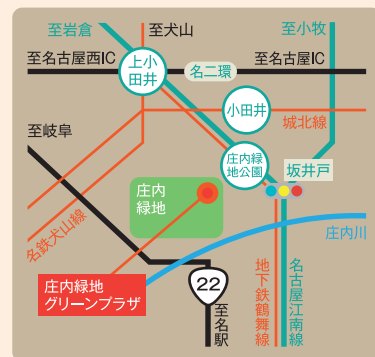 至岩倉
至犬山
至小牧
至名古屋西IC
上小
田井
名二環
至名古屋IC
小田井
城北線
至岐阜
庄内緑
地公園
坂井戸
庄内
緑地
名鉄犬山線
庄内川
庄内緑地
グリーンプラザ
22
至名駅
地下鉄鶴舞線
名古屋江南線